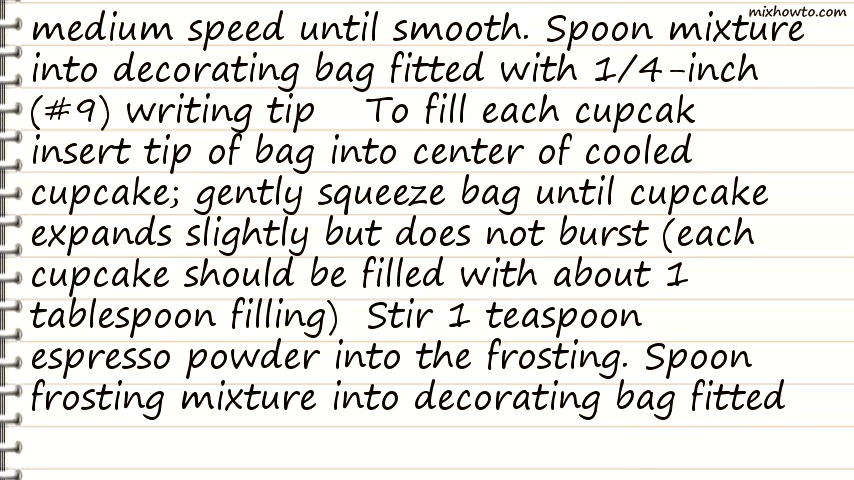 mixhowto.com
medium speed until smooth. Spoon mixture
into decorating bag fitted with 1/4-inch
(#9) writing tip To fill each cupcak
insert tip of bag into center of cooled
cupcake; gently squeeze bag until cupcake
expands slightly but does not burst (each
cupcake should be filled with about 1
tablespoon filling) Stir 1 teaspoon
espresso powder into the frosting. Spoon
frosting mixture into decorating bag fitted